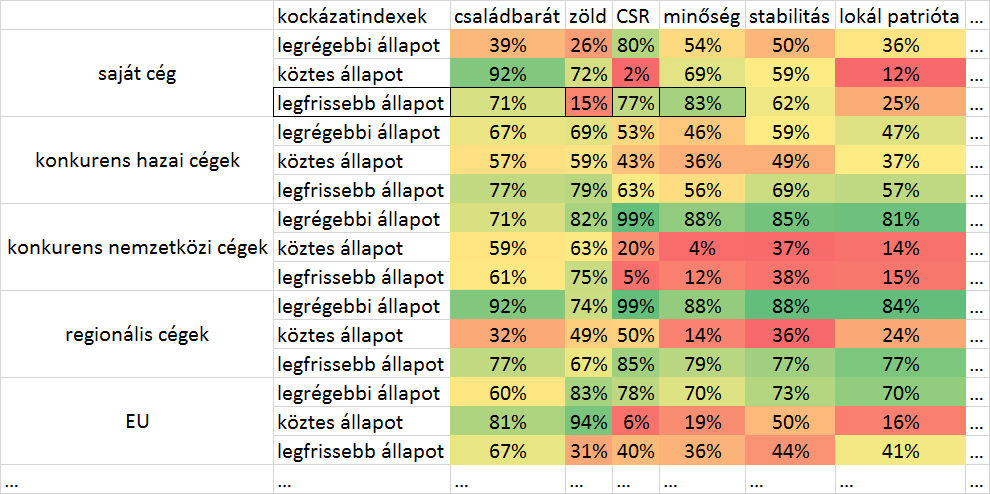 kockázatindexek családbarát zöld CSR minőség stabilitás lokál patrióta ...
legrégebbi állapot 39% 26% 80% 54% 50% 36% ...
saját cég köztes állapot 92% 72% 2% 69% 59% 12% ...
legfrissebb állapot 71% 15% 77% 83% 62% 25% ...
legrégebbi állapot 67% 69% 53% 46% 59% 47% ...
konkurens hazai cégek köztes állapot 57% 59% 43% 36% 49% 37% ...
legfrissebb állapot 77% 79% 63% 56% 69% 57% ...
legrégebbi állapot 71% 82% 99% 88% 85% 81% ...
konkurens nemzetközi cégek köztes állapot 59% 63% 20% 4% 37% 14% ...
legfrissebb állapot 61% 75% 5% 12% 38% 15% ...
legrégebbi állapot 92% 74% 99% 88% 88% 84% ...
regionális cégek köztes állapot 32% 49% 50% 14% 36% 24% ...
legfrissebb állapot 77% 67% 85% 79% 77% 77% ...
legrégebbi állapot 60% 83% 78% 70% 73% 70% ...
EU köztes állapot 81% 94% 6% 19% 50% 16% ...
legfrissebb állapot 67% 31% 40% 36% 44% 41% ...
... ... ... ... ... ... ... ... ...